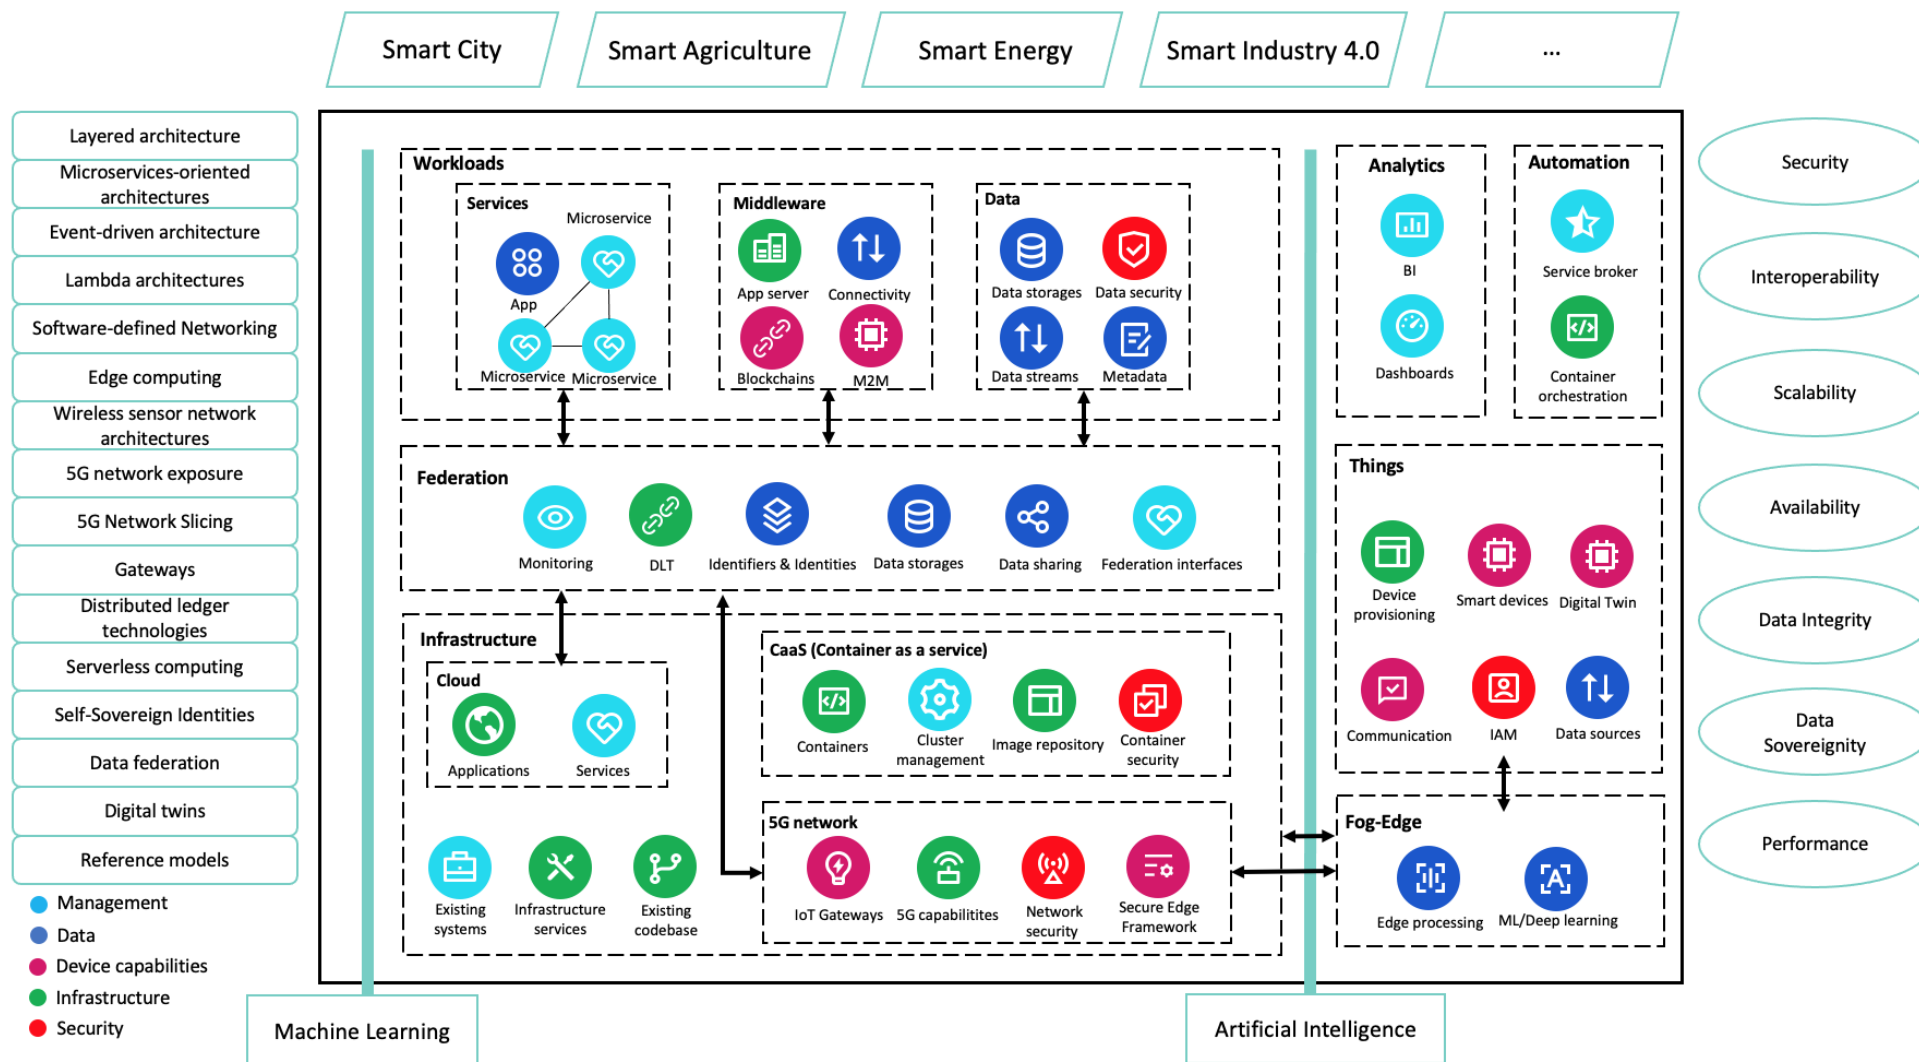 Smart City
Smart Agriculture
Smart Energy
Smart Industry 4.0
...
Layered architecture
Microservices-oriented
architectures
Event-driven architecture
Lambda architectures
Software-defined Networking
Edge computing
Wireless sensor network
architectures
5G network exposure
5G Network Slicing
Gateways
Distributed ledger
technologies
Serverless computing
Self-Sovereign Identities
Data federation
Digital twins
Reference models
Management
Data
Device capabilities
Infrastructure
Security
Workloads
Services
Microservice
App
Microservice
Microservice
Middleware
App server
Connectivity
Blockchains
M2M
Data
Data storages
Data security
Data streams
Metadata
Federation
Monitoring
DLT
Identifiers & Identities
Data storages
Data sharing
Federation interfaces
Infrastructure
Cloud
Applications
Services
CaaS (Container as a service)
Containers
Cluster
management
Image repository
Container
security
Existing
systems
Infrastructure
services
Existing
codebase
5G network
IoT Gateways
5G capabilitites
Network
security
Secure Edge
Framework
Analytics
BI
Dashboards
Automation
Service broker
Container
orchestration
Things
Device
provisioning
Smart devices
Digital Twin
Communication
IAM
Data sources
Fog-Edge
Edge processing
ML/Deep learning
Security
Interoperability
Scalability
Availability
Data Integrity
Data
Sovereignity
Performance
Machine Learning
Artificial Intelligence